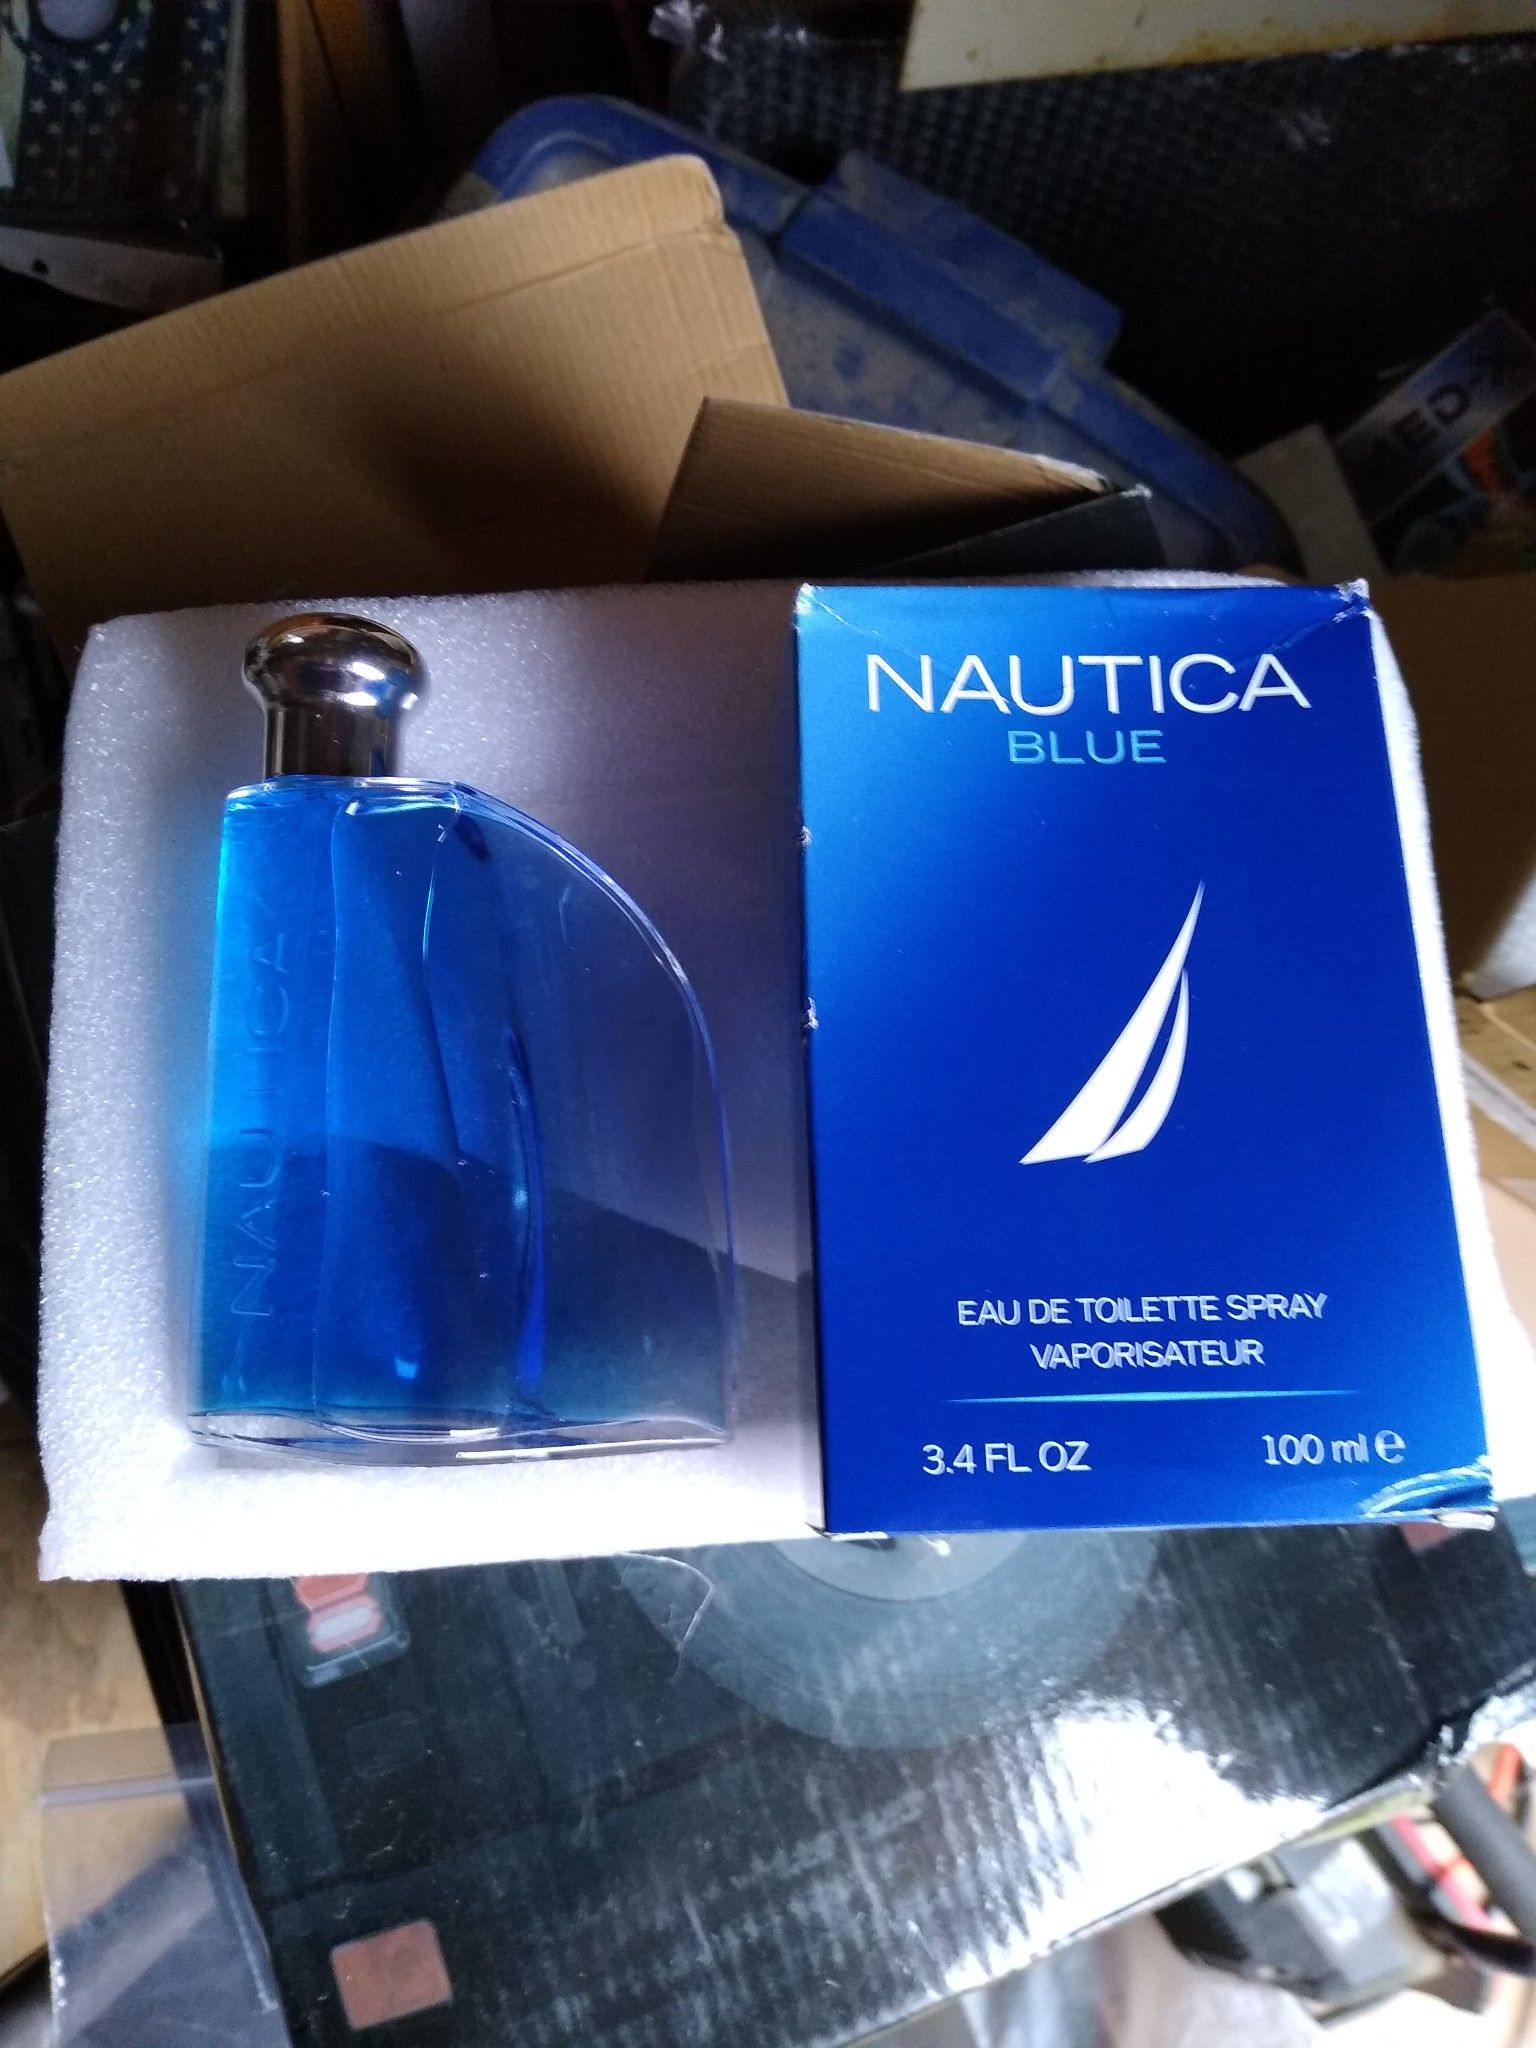 NAUTICA
NAUTICA
BLUE
EAU DE TOILETTE SPRAY
VAPORISATEUR
3.4 FL OZ
100 ml ℮